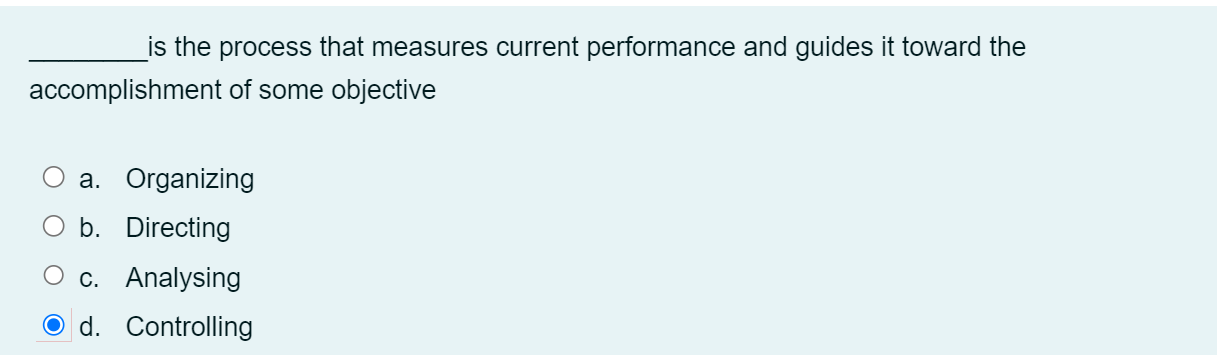 ________is the process that measures current performance and guides it toward the
accomplishment of some objective
a. Organizing
b. Directing
c. Analysing
d. Controlling